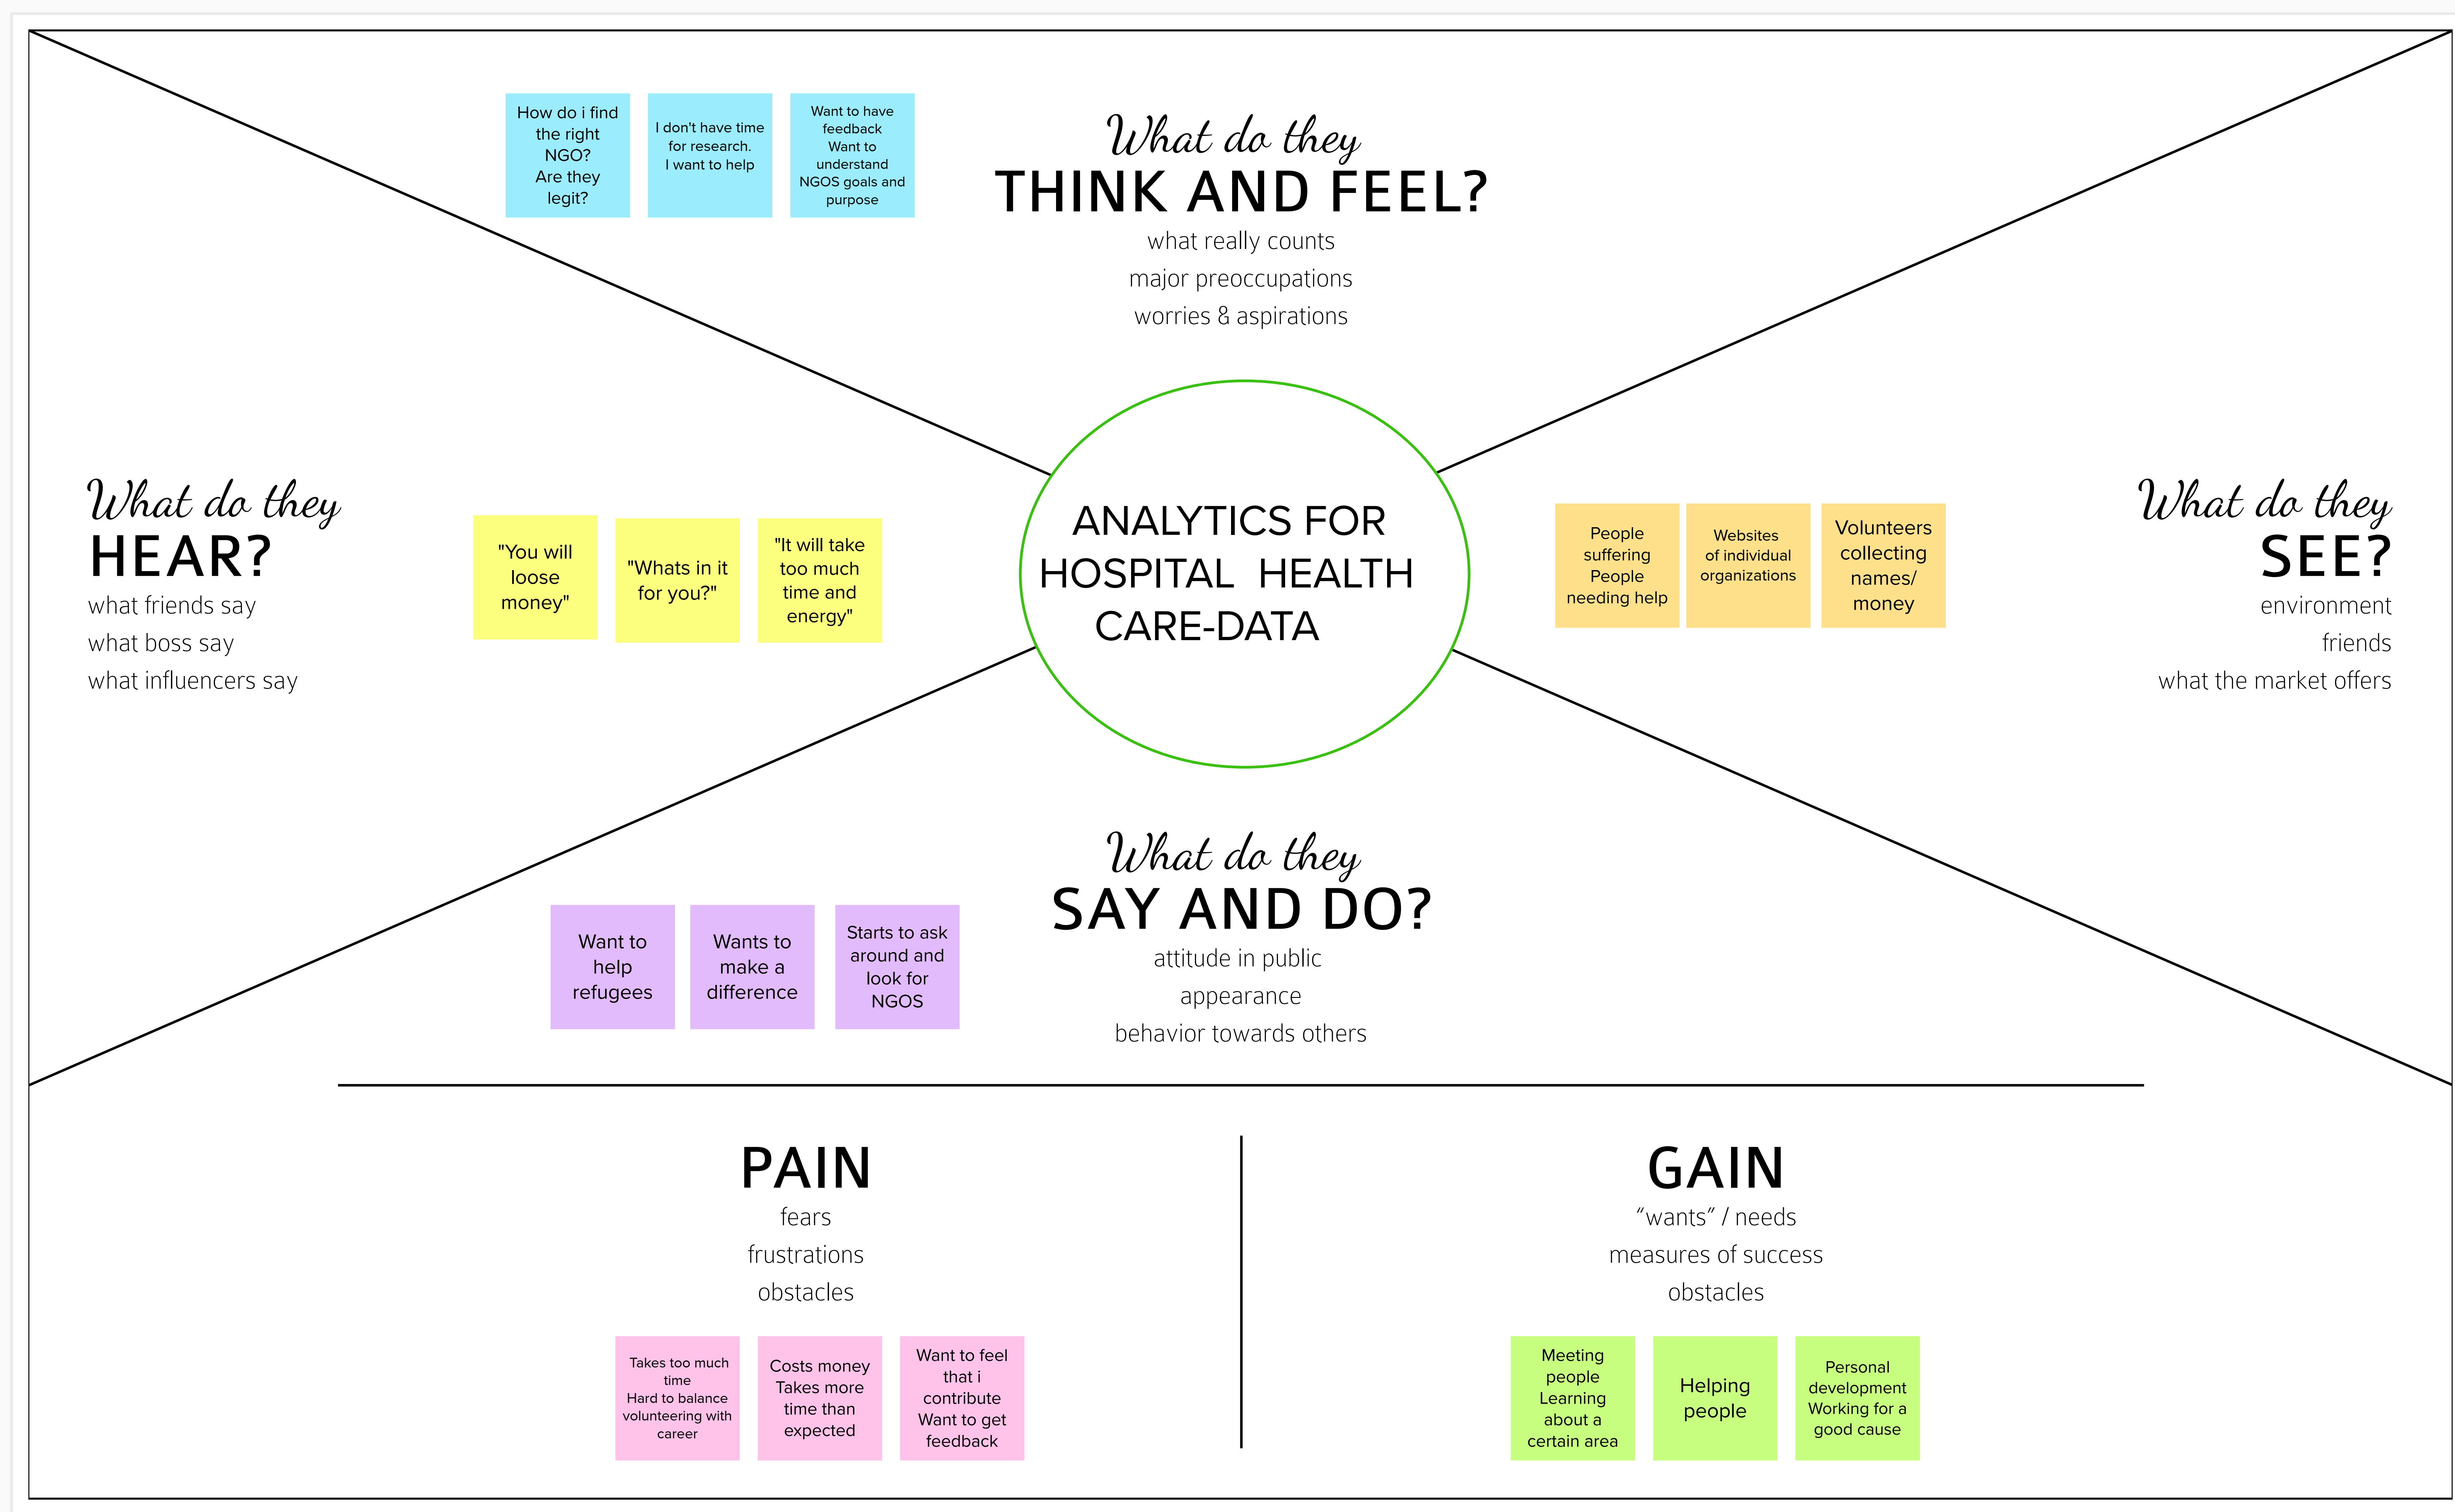 How do i find
the right
NGO?
Are they
legit?
I don't have time
for research.
I want to help
Want to have
feedback
Want to
understand
NGOS goals and
purpose
What do they
THINK AND FEEL?
what really counts
major preoccupations
worries & aspirations
What do they
HEAR?
what friends say
what boss say
what influencers say
"You will
loose
money"
"Whats in it
for you?"
"It will take
too much
time and
energy"
ANALYTICS FOR
HOSPITAL HEALTH
CARE-DATA
People
suffering
People
needing help
Websites
of individual
organizations
Volunteers
collecting
names/
money
What do they
SEE?
environment
friends
what the market offers
What do they
SAY AND DO?
attitude in public
appearance
behavior towards others
Want to
help
refugees
Wants to
make a
difference
Starts to ask
around and
look for
NGOS
PAIN
fears
frustrations
obstacles
Takes too much
time
Hard to balance
volunteering with
career
Costs money
Takes more
time than
expected
Want to feel
that i
contribute
Want to get
feedback
GAIN
“wants” / needs
measures of success
obstacles
Meeting
people
Learning
about a
certain area
Helping
people
Personal
development
Working for a
good cause